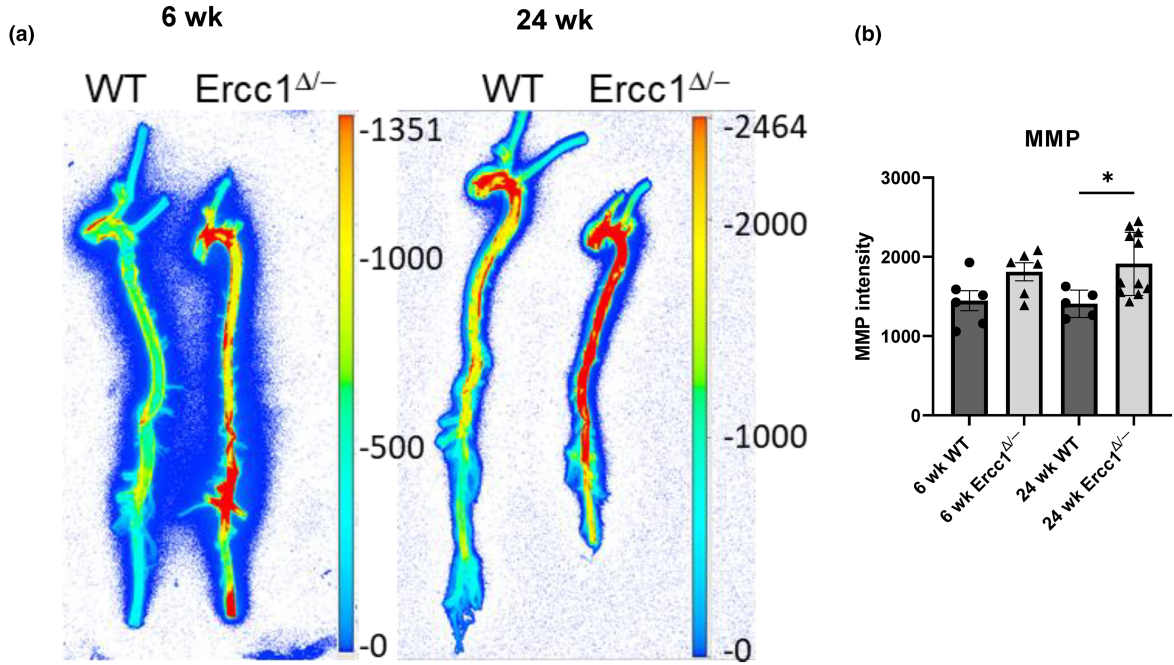 6 wk
24 wk
(a)
(b)
WT
Ercc1Δ/−
WT
Ercc1Δ/−
-1351
-1000
-500
-0
-2464
-2000
-1000
-0
MMP
*
MMP intensity
3000
2000
1000
0
6 wk WT
6 wk Ercc1Δ/−
24 wk WT
24 wk Ercc1Δ/−